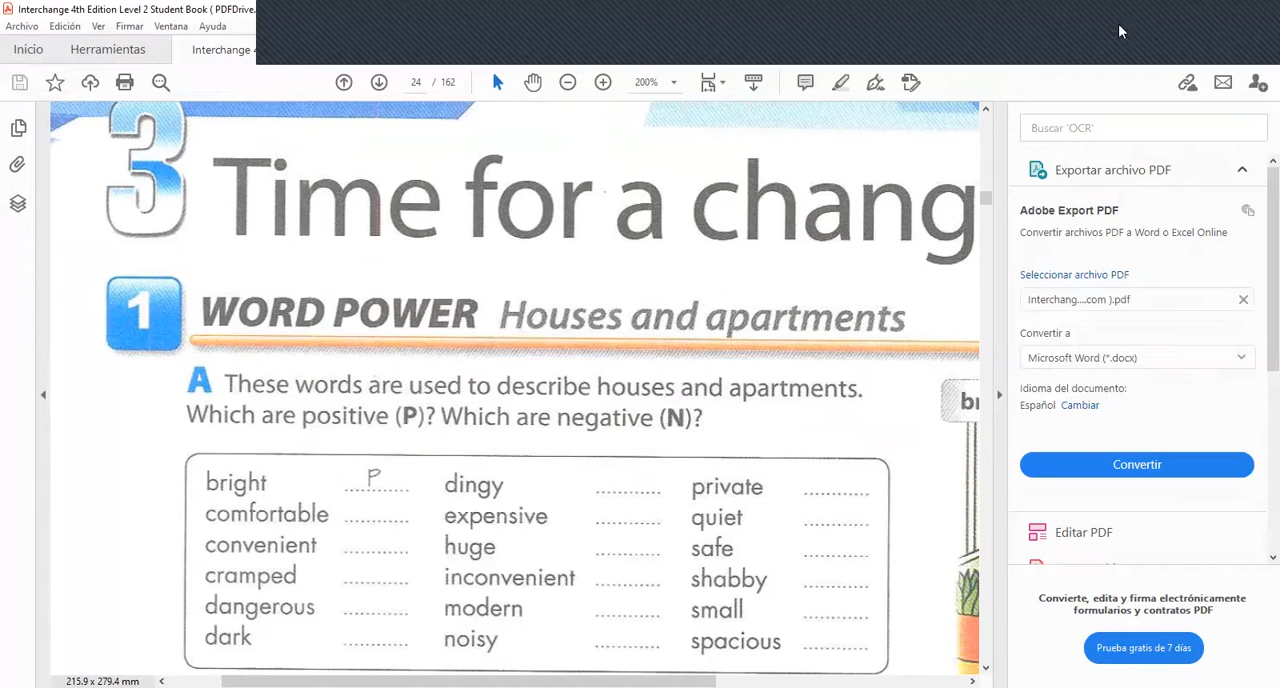 Interchange 4th Edition Level 2 Student Book ( PDFDrive.
Archivo Edición Ver Firmar Ventana Ayuda
Inicio Herramientas Interchange 4
24 / 162 200%
3 Time for a chang
1 WORD POWER Houses and apartments
A These words are used to describe houses and apartments.
Which are positive (P)? Which are negative (N)?
br
bright P dingy private
comfortable expensive quiet
convenient huge safe
cramped inconvenient shabby
dangerous modern small
dark noisy spacious
215.9 x 279.4 mm
Buscar 'OCR'
Exportar archivo PDF
Adobe Export PDF
Convertir archivos PDF a Word o Excel Online
Seleccionar archivo PDF
Interchang....com ).pdf
Convertir a
Microsoft Word (*.docx)
Idioma del documento:
Español Cambiar
Convertir
Editar PDF
Convierte, edita y firma electrónicamente
formularios y contratos PDF
Prueba gratis de 7 días